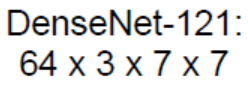 DenseNet-121:
64 x 3 x 7 x 7